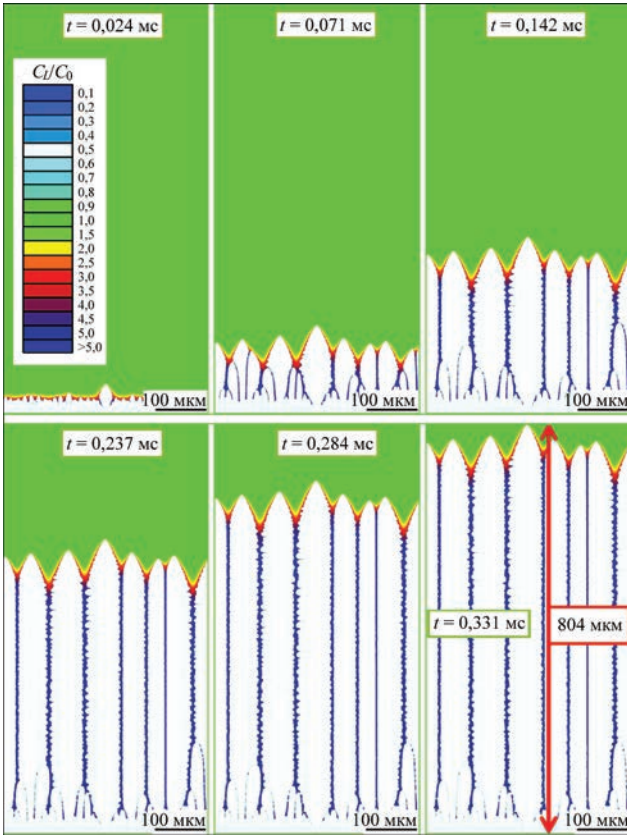 t = 0,024 мс
t = 0,071 мс
t = 0,142 мс
C_L/C_0
0,1
0,2
0,3
0,4
0,5
0,6
0,7
0,8
0,9
1,0
1,5
2,0
2,5
3,0
3,5
4,0
4,5
5,0
>5,0
100 мкм
100 мкм
100 мкм
t = 0,237 мс
t = 0,284 мс
t = 0,331 мс
804 мкм
100 мкм
100 мкм
100 мкм